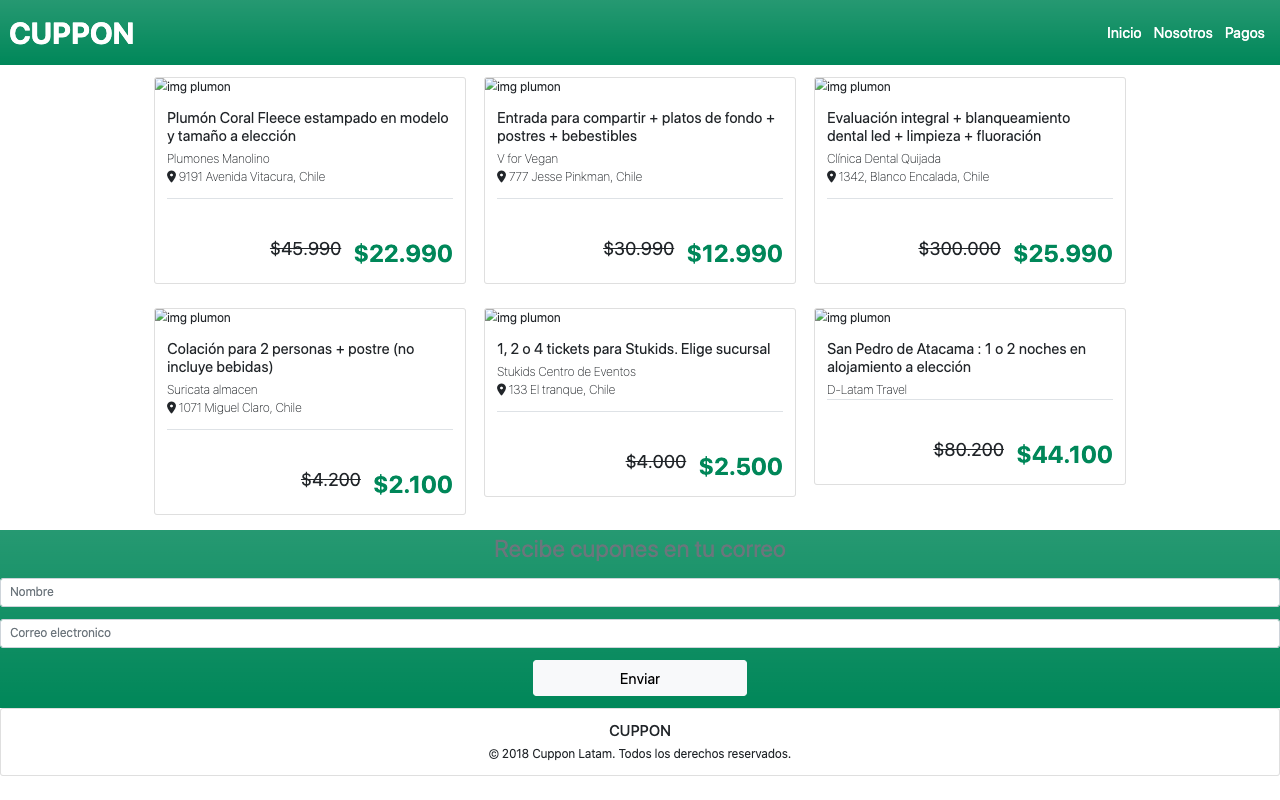 CUPPON
Inicio Nosotros Pagos
img plumon
Plumón Coral Fleece estampado en modelo
y tamaño a elección
Plumones Manolino
9191 Avenida Vitacura, Chile
$45.990 $22.990
img plumon
Entrada para compartir + platos de fondo +
postres + bebestibles
V for Vegan
777 Jesse Pinkman, Chile
$30.990 $12.990
img plumon
Evaluación integral + blanqueamiento
dental led + limpieza + fluoración
Clínica Dental Quijada
1342, Blanco Encalada, Chile
$300.000 $25.990
img plumon
Colación para 2 personas + postre (no
incluye bebidas)
Suricata almacen
1071 Miguel Claro, Chile
$4.200 $2.100
img plumon
1, 2 o 4 tickets para Stukids. Elige sucursal
Stukids Centro de Eventos
133 El tranque, Chile
$4.000 $2.500
img plumon
San Pedro de Atacama : 1 o 2 noches en
alojamiento a elección
D-Latam Travel
$80.200 $44.100
Recibe cupones en tu correo
Nombre
Correo electronico
Enviar
CUPPON
© 2018 Cuppon Latam. Todos los derechos reservados.